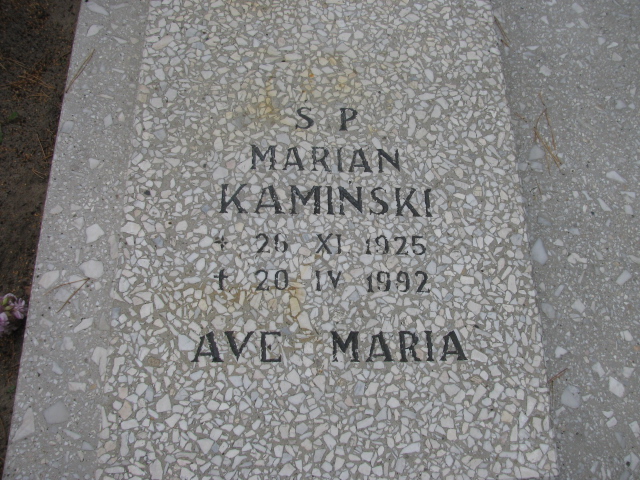 S P
MARIAN
KAMINSKI
* 26 XI 1925
† 20 IV 1992
AVE MARIA